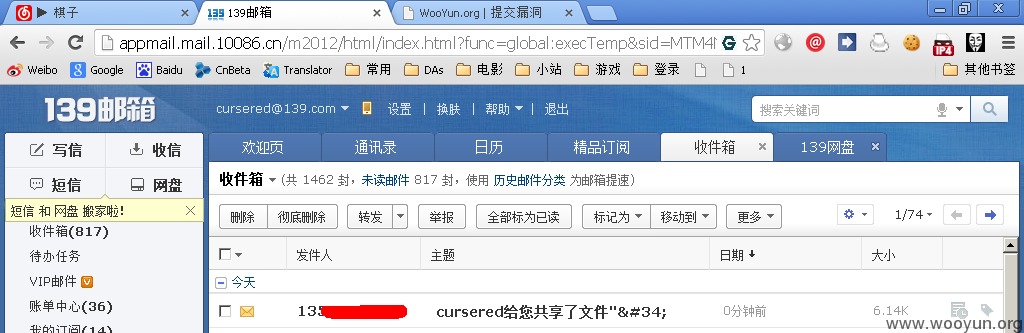 棋子 139邮箱 WooYun.org | 提交漏洞
appmail.mail.10086.cn/m2012/html/index.html?func=global:execTemp&sid=MTM4N
Weibo Google Baidu CnBeta Translator 常用 DAs 电影 小站 游戏 登录 1 其他书签
139邮箱 cursered@139.com 设置 | 换肤 | 帮助 | 退出 搜索关键词
写信 收信 欢迎页 通讯录 日历 精品订阅 收件箱 139网盘
短信 网盘 收件箱 (共 1462 封，未读邮件 817 封，使用 历史邮件分类 为邮箱提速)
短信 和 网盘 搬家啦!
删除 彻底删除 转发 举报 全部标为已读 标记为 移动到 更多 1/74
收件箱(817)
待办任务 发件人 主题 日期 大小
VIP邮件 今天
账单中心(36) 135 cursered给您共享了文件"&#34; 0分钟前 6.14K
我的订阅(14)
www.wooyun.org